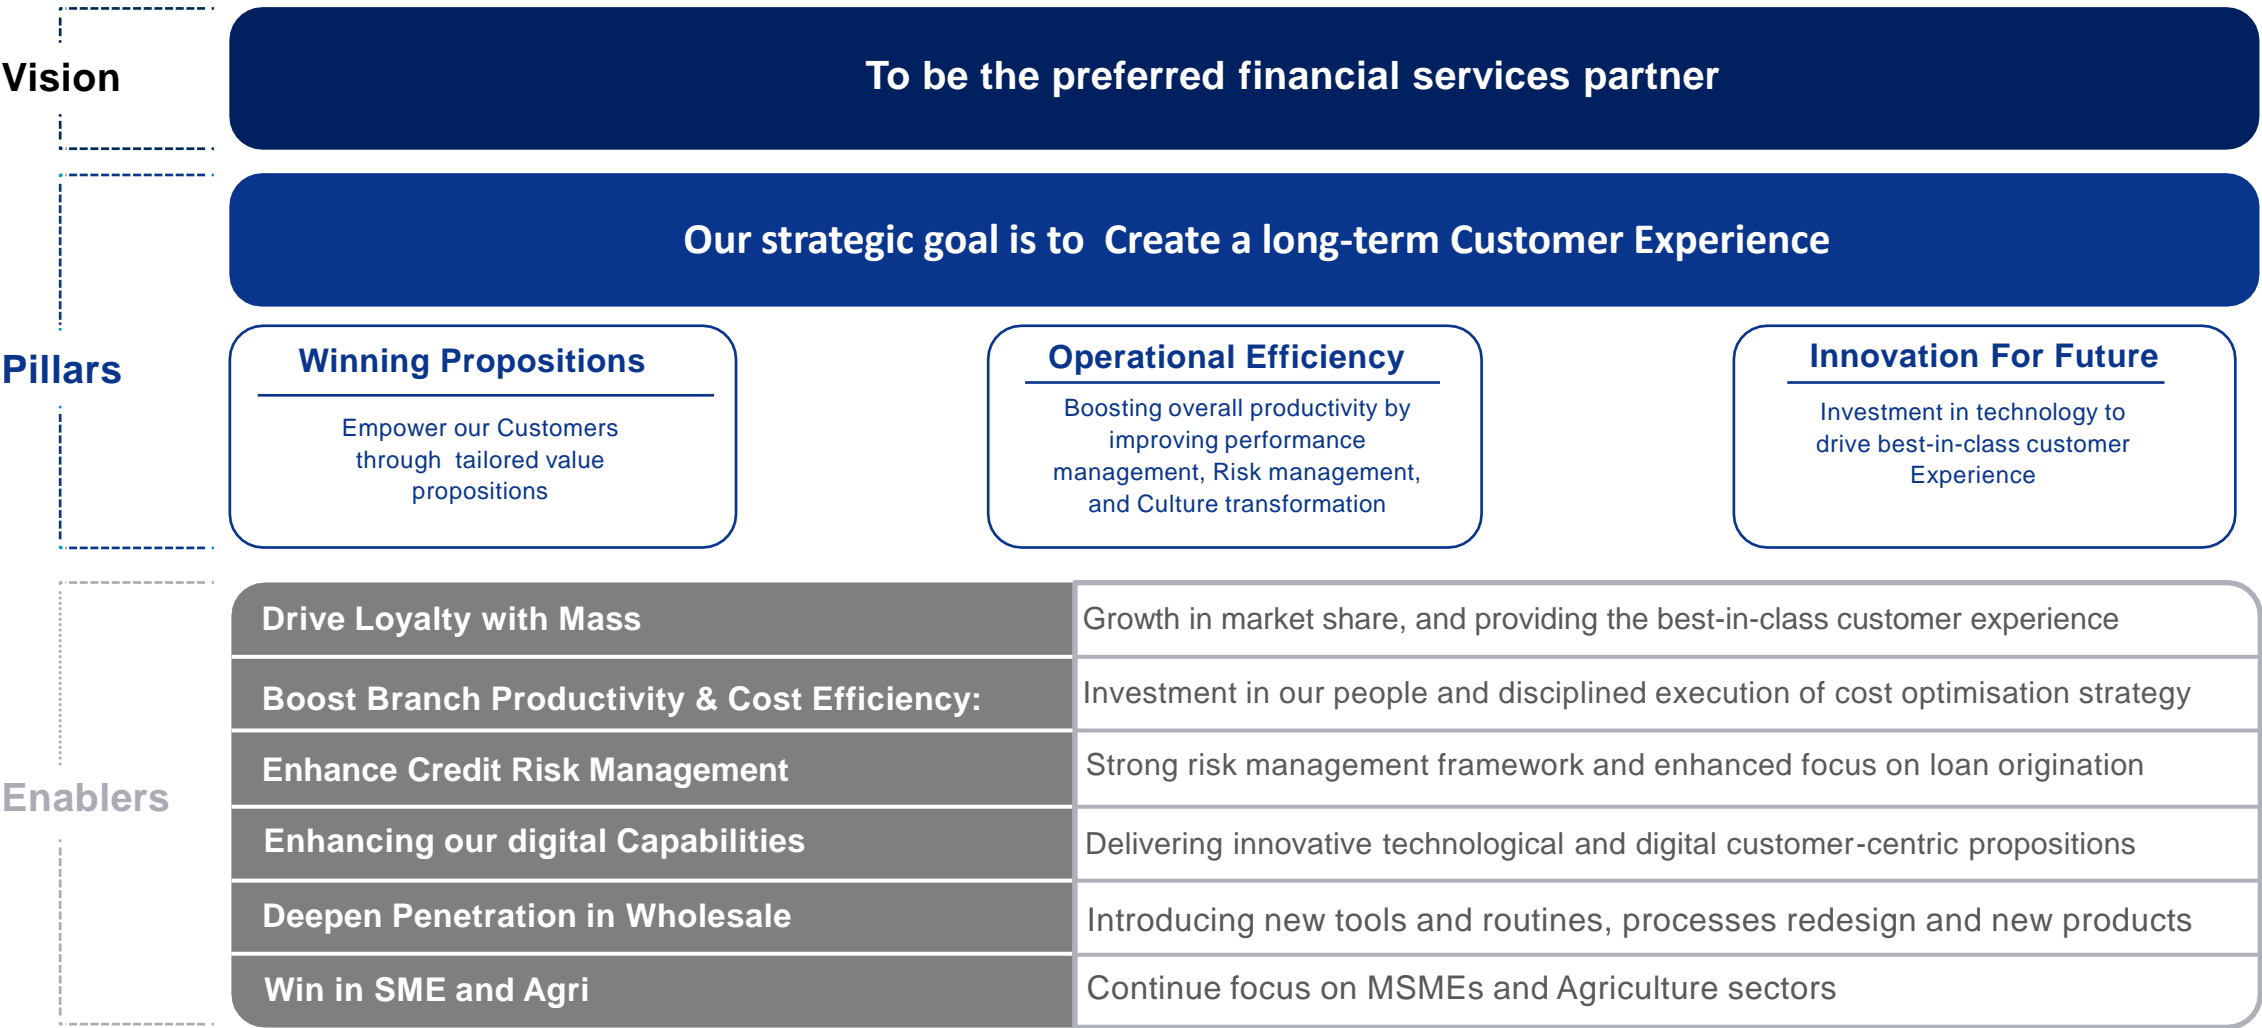 Vision
To be the preferred financial services partner
Our strategic goal is to  Create a long-term Customer Experience
Pillars
Winning Propositions
Empower our Customers
through  tailored value
propositions
Operational Efficiency
Boosting overall productivity by
improving performance
management, Risk management,
and Culture transformation
Innovation For Future
Investment in technology to
drive best-in-class customer
Experience
Enablers
Drive Loyalty with Mass
Growth in market share, and providing the best-in-class customer experience
Boost Branch Productivity & Cost Efficiency:
Investment in our people and disciplined execution of cost optimisation strategy
Enhance Credit Risk Management
Strong risk management framework and enhanced focus on loan origination
Enhancing our digital Capabilities
Delivering innovative technological and digital customer-centric propositions
Deepen Penetration in Wholesale
Introducing new tools and routines, processes redesign and new products
Win in SME and Agri
Continue focus on MSMEs and Agriculture sectors